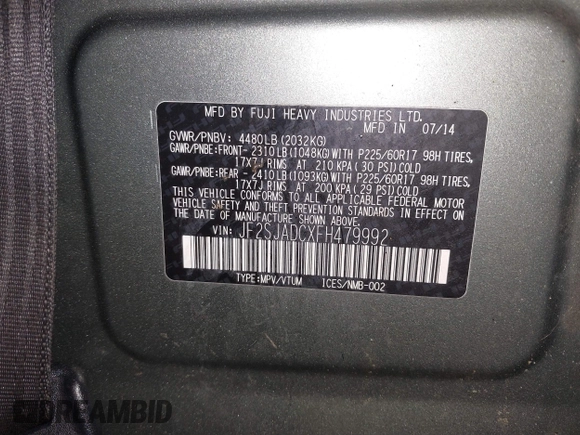 MFD BY FUJI HEAVY INDUSTRIES LTD.
MFD IN 07/14
GVWR/PNBV: 4480LB (2032KG)
GAWR/PNBE:FRONT- 2310LB (1048KG) WITH P225/60R17 98H TIRES,
17X7J RIMS AT 210 KPA ( 30 PSI) COLD
GAWR/PNBE:REAR - 2410LB (1093KG) WITH P225/60R17 98H TIRES,
17X7J RIMS AT 200 KPA ( 29 PSI) COLD
THIS VEHICLE CONFORMS TO ALL APPLICABLE FEDERAL MOTOR
VEHICLE SAFETY AND THEFT PREVENTION STANDARDS IN EFFECT ON
THE DATE OF MANUFACTURE SHOWN ABOVE.
VIN: JF2SJADCXFH479992
TYPE:MPV/VTUM ICES/NMB-002
DREAMBID